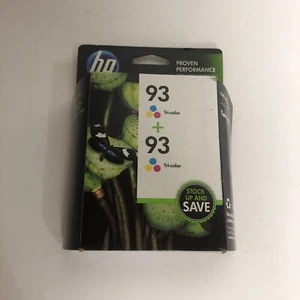 hp
PROVEN
PERFORMANCE
93
Tri-color
+
93
Tri-color
STOCK
UP AND
SAVE